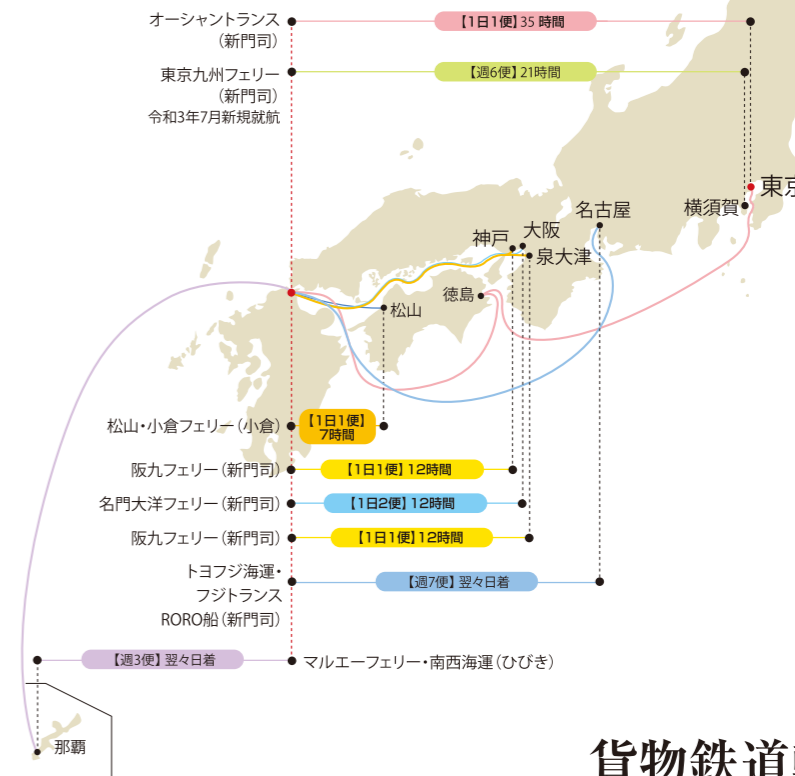 オーシャントランス
(新門司)
【1日1便】35 時間
東京九州フェリー
(新門司)
令和3年7月新規就航
【週6便】21時間
東京
横須賀
名古屋
神戸
大阪
泉大津
徳島
松山
松山・小倉フェリー(小倉)
【1日1便】
7時間
阪九フェリー(新門司)
【1日1便】12時間
名門大洋フェリー(新門司)
【1日2便】12時間
阪九フェリー(新門司)
【1日1便】12時間
トヨフジ海運・
フジトランス
RORO船(新門司)
【週7便】翌々日着
【週3便】翌々日着
マルエーフェリー・南西海運(ひびき)
那覇
貨物鉄道